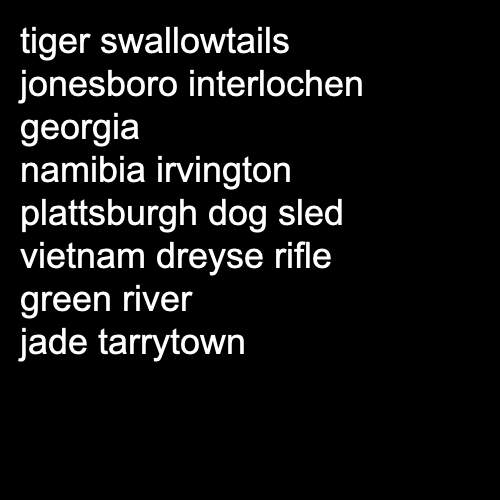 tiger swallowtails
jonesboro interlochen
georgia
namibia irvington
plattsburgh dog sled
vietnam dreyse rifle
green river
jade tarrytown